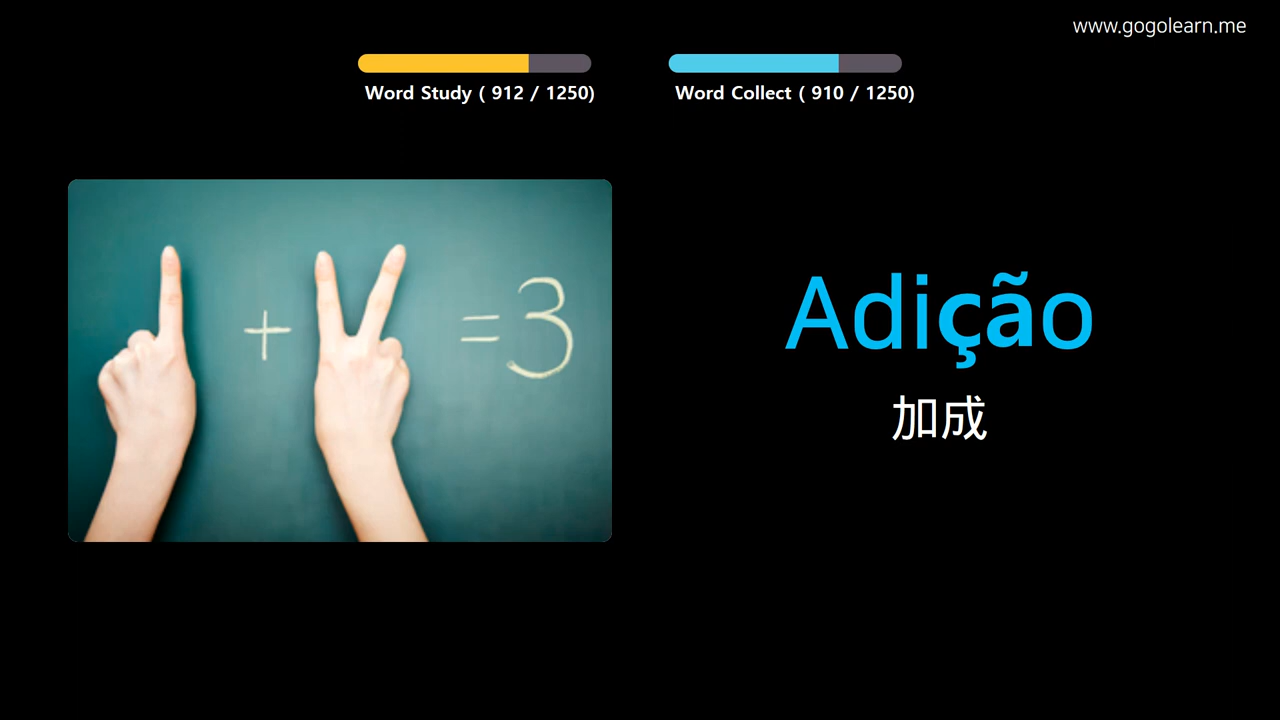 www.gogolearn.me
Word Study ( 912 / 1250)
Word Collect ( 910 / 1250)
+ = 3
Adição
加成